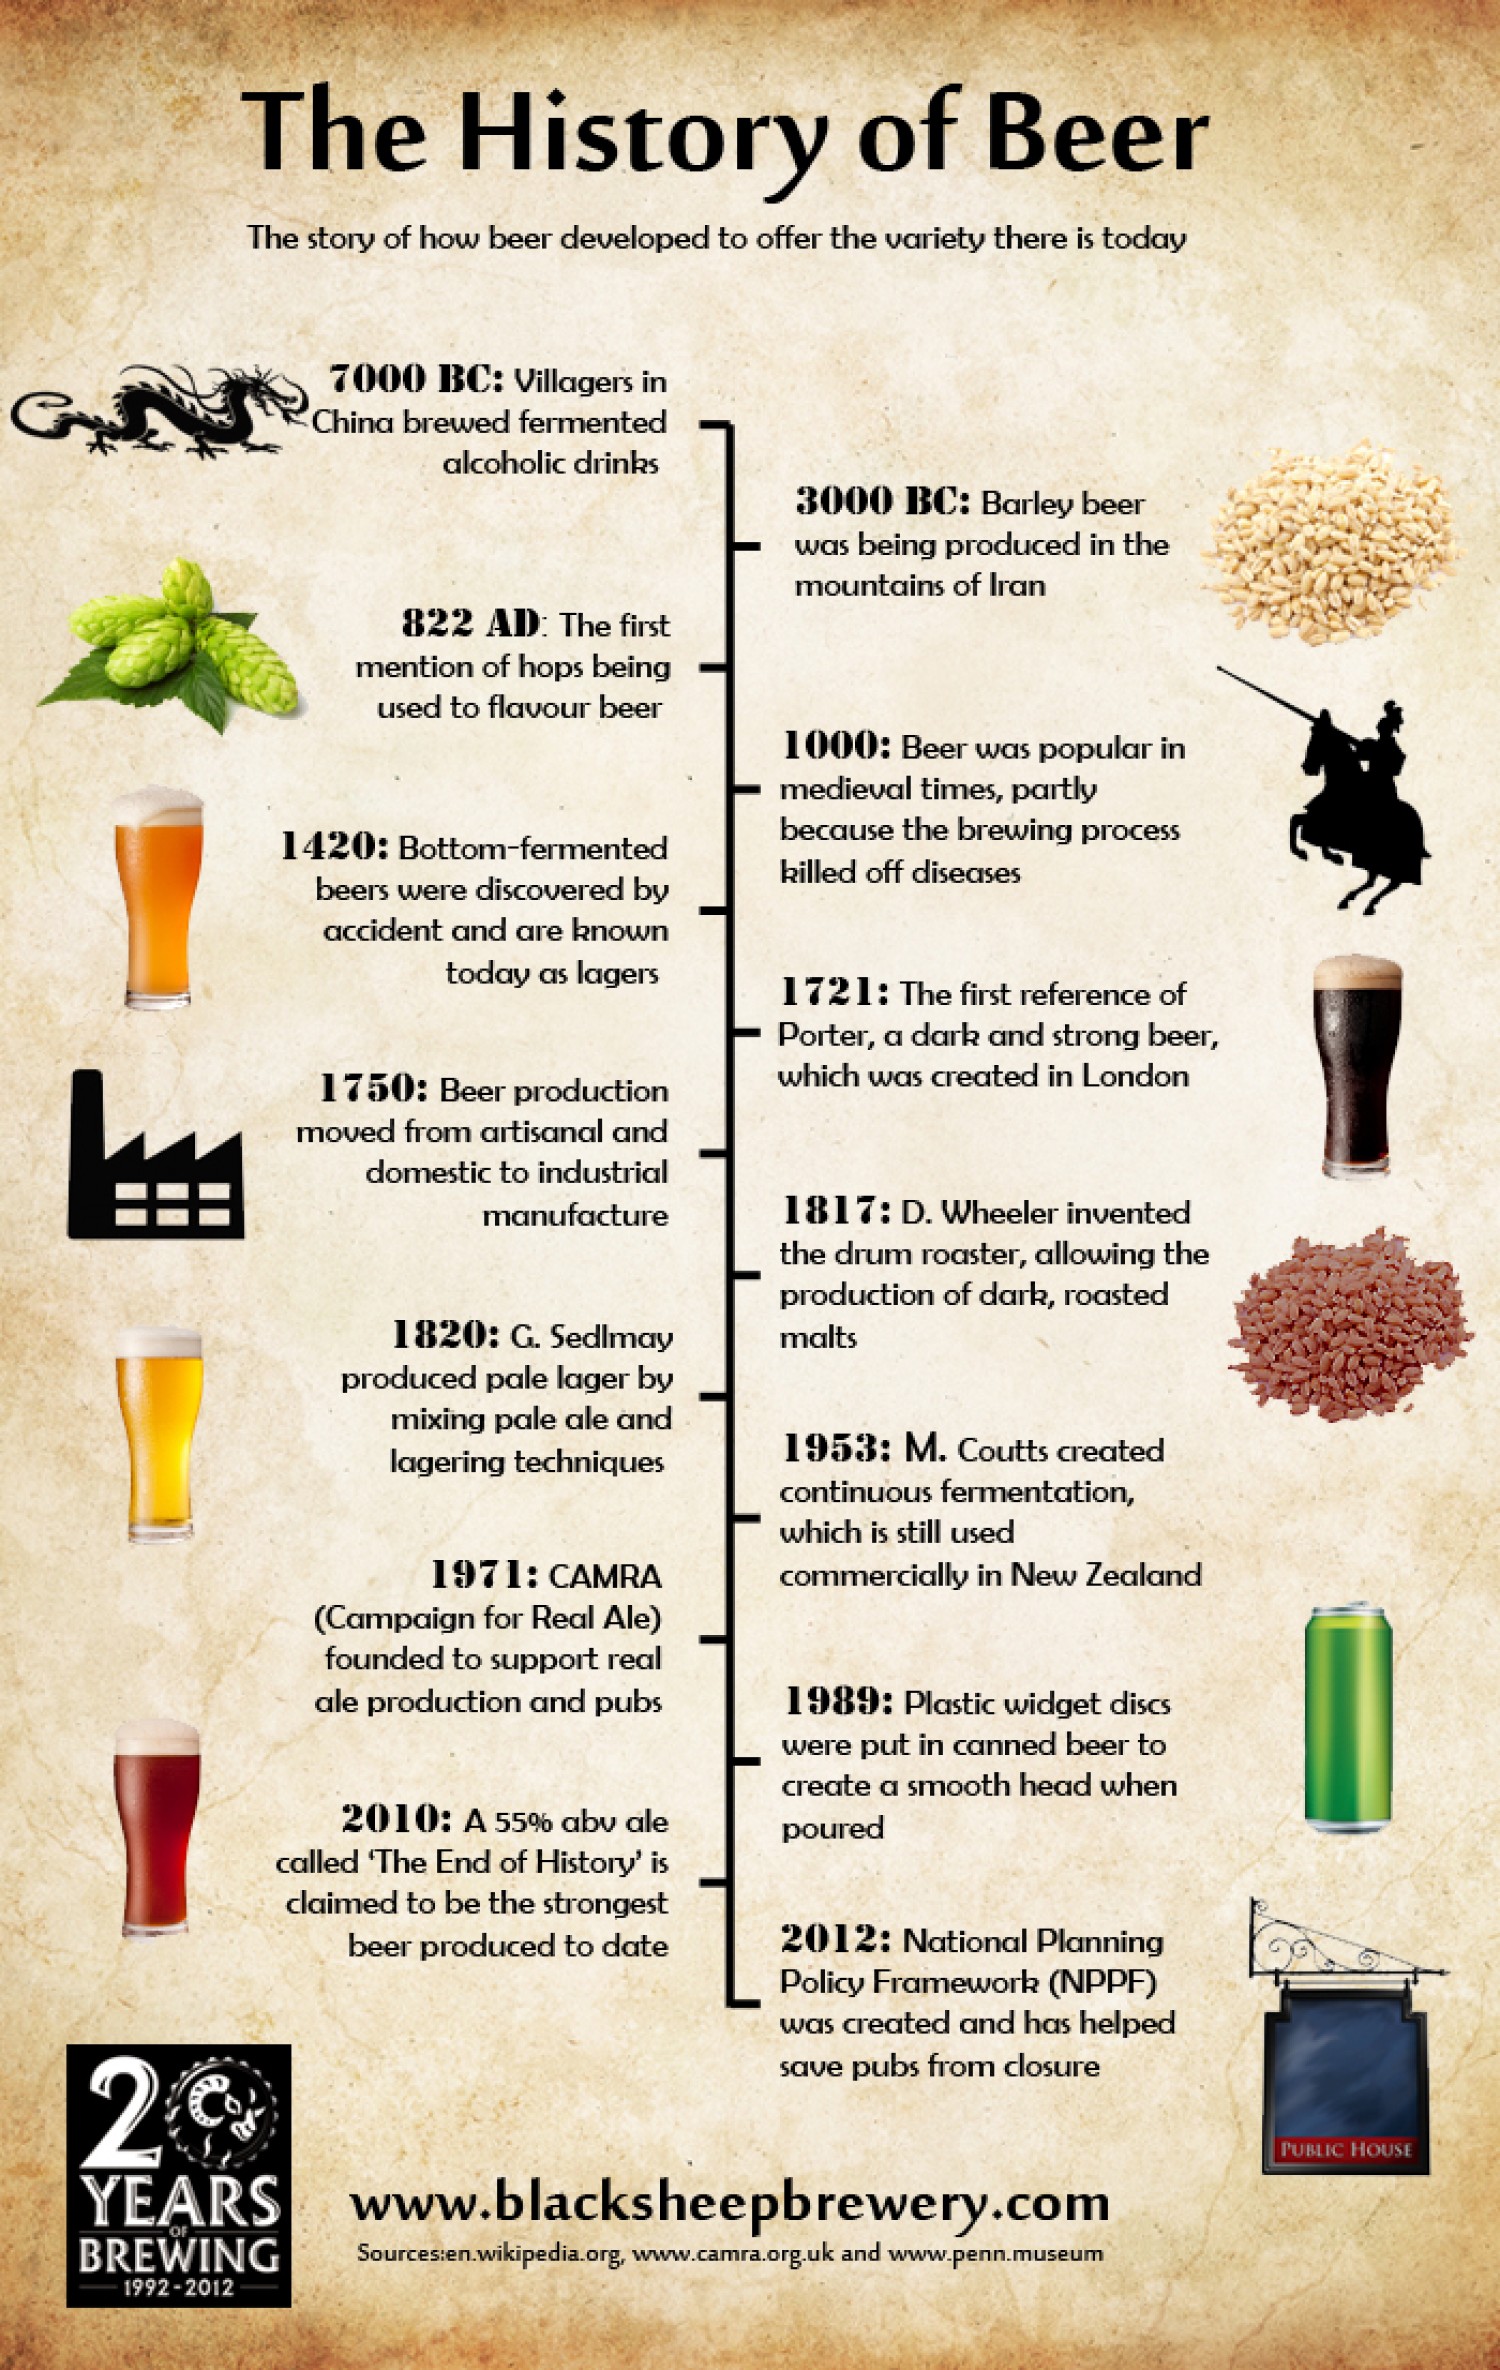 The History of Beer
The story of how beer developed to offer the variety there is today
7000 BC: Villagers in
China brewed fermented
alcoholic drinks
3000 BC: Barley beer
was being produced in the
mountains of Iran
822 AD: The first
mention of hops being
used to flavour beer
1000: Beer was popular in
medieval times, partly
because the brewing process
killed off diseases
1420: Bottom-fermented
beers were discovered by
accident and are known
today as lagers
1721: The first reference of
Porter, a dark and strong beer,
which was created in London
1750: Beer production
moved from artisanal and
domestic to industrial
manufacture
1817: D. Wheeler invented
the drum roaster, allowing the
production of dark, roasted
malts
1820: G. Sedlmay
produced pale lager by
mixing pale ale and
lagering techniques
1953: M. Coutts created
continuous fermentation,
which is still used
commercially in New Zealand
1971: CAMRA
(Campaign for Real Ale)
founded to support real
ale production and pubs
1989: Plastic widget discs
were put in canned beer to
create a smooth head when
poured
2010: A 55% abv ale
called ‘The End of History’ is
claimed to be the strongest
beer produced to date
2012: National Planning
Policy Framework (NPPF)
was created and has helped
save pubs from closure
PUBLIC HOUSE
20
YEARS
OF
BREWING
1992-2012
www.blacksheepbrewery.com
Sources:en.wikipedia.org, www.camra.org.uk and www.penn.museum